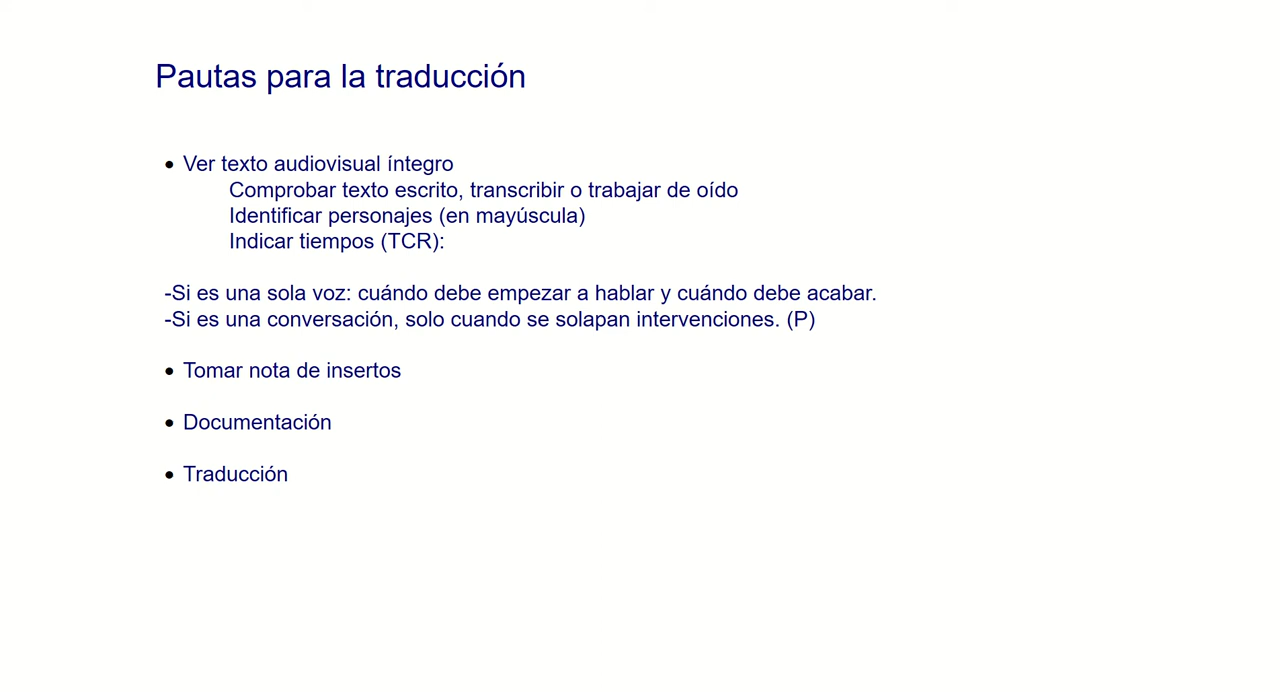 Pautas para la traducción
• Ver texto audiovisual íntegro
Comprobar texto escrito, transcribir o trabajar de oído
Identificar personajes (en mayúscula)
Indicar tiempos (TCR):
-Si es una sola voz: cuándo debe empezar a hablar y cuándo debe acabar.
-Si es una conversación, solo cuando se solapan intervenciones. (P)
• Tomar nota de insertos
• Documentación
• Traducción